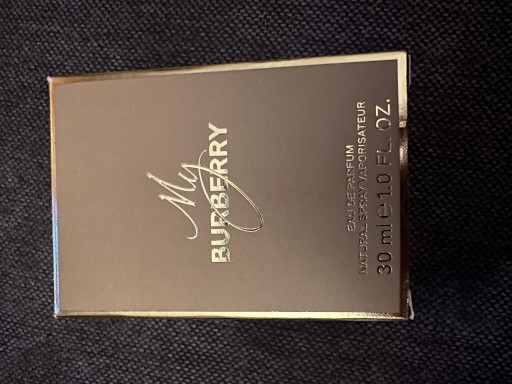 My
BURBERRY
EAU DE PARFUM
NATURAL SPRAY VAPORISATEUR
30 ml ℮ 1.0 FL. OZ.